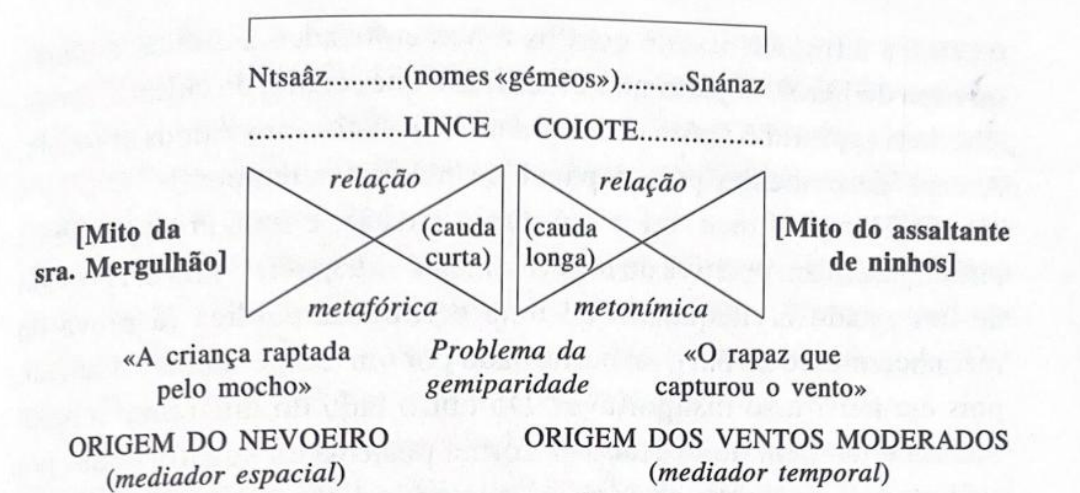 Ntsaâz..........(nomes «gémeos»).........Snánaz
....................LINCE COIOTE................
relação relação
[Mito da (cauda (cauda [Mito do assaltante
sra. Mergulhão] curta) longa) de ninhos]
metafórica metonímica
«A criança raptada Problema da «O rapaz que
pelo mocho» gemiparidade capturou o vento»
ORIGEM DO NEVOEIRO ORIGEM DOS VENTOS MODERADOS
(mediador espacial) (mediador temporal)